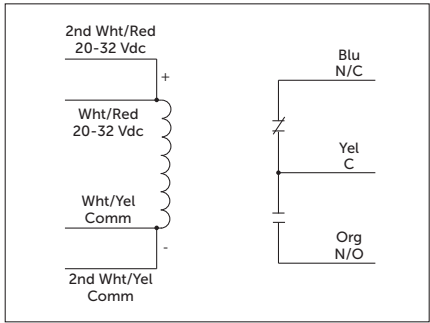 2nd Wht/Red
20-32 Vdc
+
Wht/Red
20-32 Vdc
Wht/Yel
Comm
-
2nd Wht/Yel
Comm
Blu
N/C
Yel
C
Org
N/O